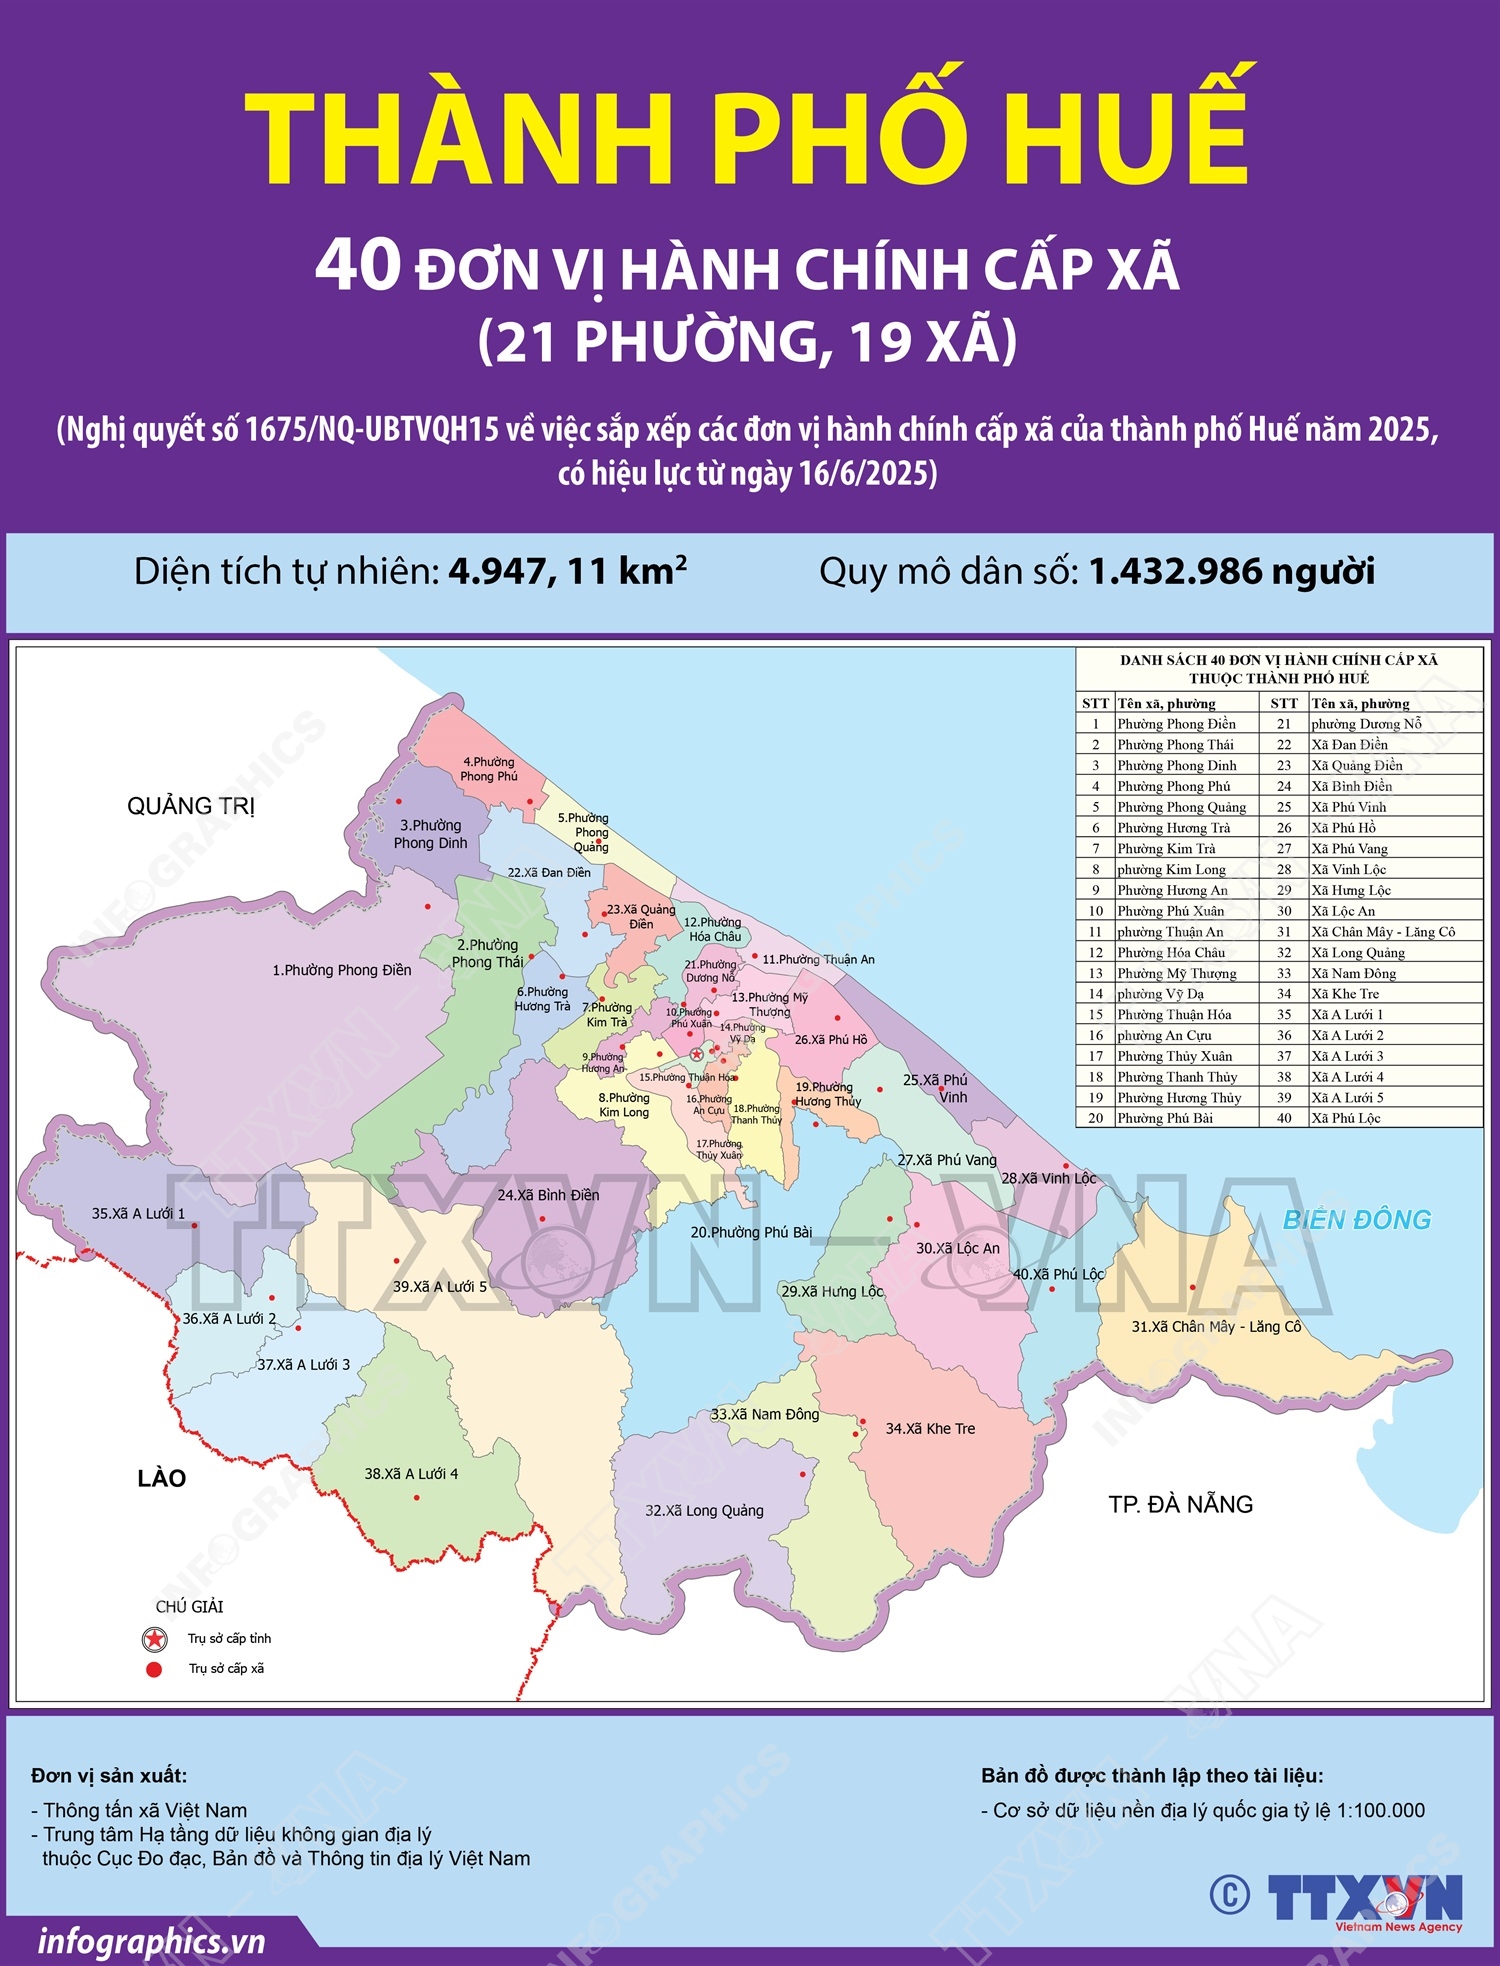 THÀNH PHỐ HUẾ
40 ĐƠN VỊ HÀNH CHÍNH CẤP XÃ
(21 PHƯỜNG, 19 XÃ)
(Nghị quyết số 1675/NQ-UBTVQH15 về việc sắp xếp các đơn vị hành chính cấp xã của thành phố Huế năm 2025,
có hiệu lực từ ngày 16/6/2025)
Diện tích tự nhiên: 4.947, 11 km²
Quy mô dân số: 1.432.986 người
DANH SÁCH 40 ĐƠN VỊ HÀNH CHÍNH CẤP XÃ
THUỘC THÀNH PHỐ HUẾ
STT Tên xã, phường STT Tên xã, phường
1 Phường Phong Điền 21 phường Dương Nỗ
2 Phường Phong Thái 22 Xã Đan Điền
3 Phường Phong Dinh 23 Xã Quảng Điền
4 Phường Phong Phú 24 Xã Bình Điền
5 Phường Phong Quảng 25 Xã Phú Vinh
6 Phường Hương Trà 26 Xã Phú Hồ
7 Phường Kim Trà 27 Xã Phú Vang
8 phường Kim Long 28 Xã Vinh Lộc
9 Phường Hương An 29 Xã Hưng Lộc
10 Phường Phú Xuân 30 Xã Lộc An
11 phường Thuận An 31 Xã Chân Mây - Lăng Cô
12 Phường Hóa Châu 32 Xã Long Quảng
13 Phường Mỹ Thượng 33 Xã Nam Đông
14 phường Vỹ Dạ 34 Xã Khe Tre
15 Phường Thuận Hóa 35 Xã A Lưới 1
16 phường An Cựu 36 Xã A Lưới 2
17 Phường Thủy Xuân 37 Xã A Lưới 3
18 Phường Thanh Thủy 38 Xã A Lưới 4
19 Phường Hương Thủy 39 Xã A Lưới 5
20 Phường Phú Bài 40 Xã Phú Lộc
QUẢNG TRỊ
4.Phường
Phong Phú
3.Phường
Phong Dinh
5.Phường
Phong
Quảng
22.Xã Đan Điền
23.Xã Quảng
Điền
12.Phường
Hóa Châu
2.Phường
Phong Thái
1.Phường Phong Điền
11.Phường Thuận An
21.Phường
Dương Nỗ
6.Phường
Hương Trà
7.Phường
Kim Trà
13.Phường Mỹ
Thượng
10.Phường
Phú Xuân
14.Phường
Vỹ Dạ
26.Xã Phú Hồ
9.Phường
Hương An
15.Phường Thuận Hóa
25.Xã Phú
Vinh
8.Phường
Kim Long
16.Phường
An Cựu
18.Phường
Thanh Thủy
19.Phường
Hương Thủy
17.Phường
Thủy Xuân
27.Xã Phú Vang
28.Xã Vinh Lộc
24.Xã Bình Điền
35.Xã A Lưới 1
20.Phường Phú Bài
BIỂN ĐÔNG
30.Xã Lộc An
40.Xã Phú Lộc
39.Xã A Lưới 5
29.Xã Hưng Lộc
36.Xã A Lưới 2
31.Xã Chân Mây - Lăng Cô
37.Xã A Lưới 3
33.Xã Nam Đông
34.Xã Khe Tre
38.Xã A Lưới 4
LÀO
32.Xã Long Quảng
TP. ĐÀ NẴNG
TTXVN - VNA
CHÚ GIẢI
Trụ sở cấp tỉnh
Trụ sở cấp xã
Đơn vị sản xuất:
- Thông tấn xã Việt Nam
- Trung tâm Hạ tầng dữ liệu không gian địa lý
thuộc Cục Đo đạc, Bản đồ và Thông tin địa lý Việt Nam
Bản đồ được thành lập theo tài liệu:
- Cơ sở dữ liệu nền địa lý quốc gia tỷ lệ 1:100.000
© TTXVN
Vietnam News Agency
infographics.vn